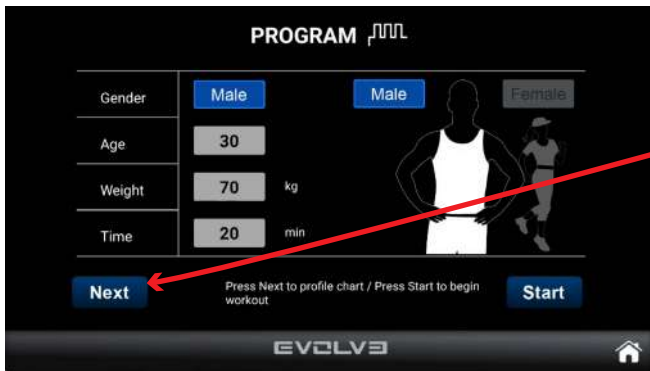 PROGRAM
Gender Male Male Female
Age 30
Weight 70 kg
Time 20 min
Next Press Next to profile chart / Press Start to begin Start
workout
EVOLVE